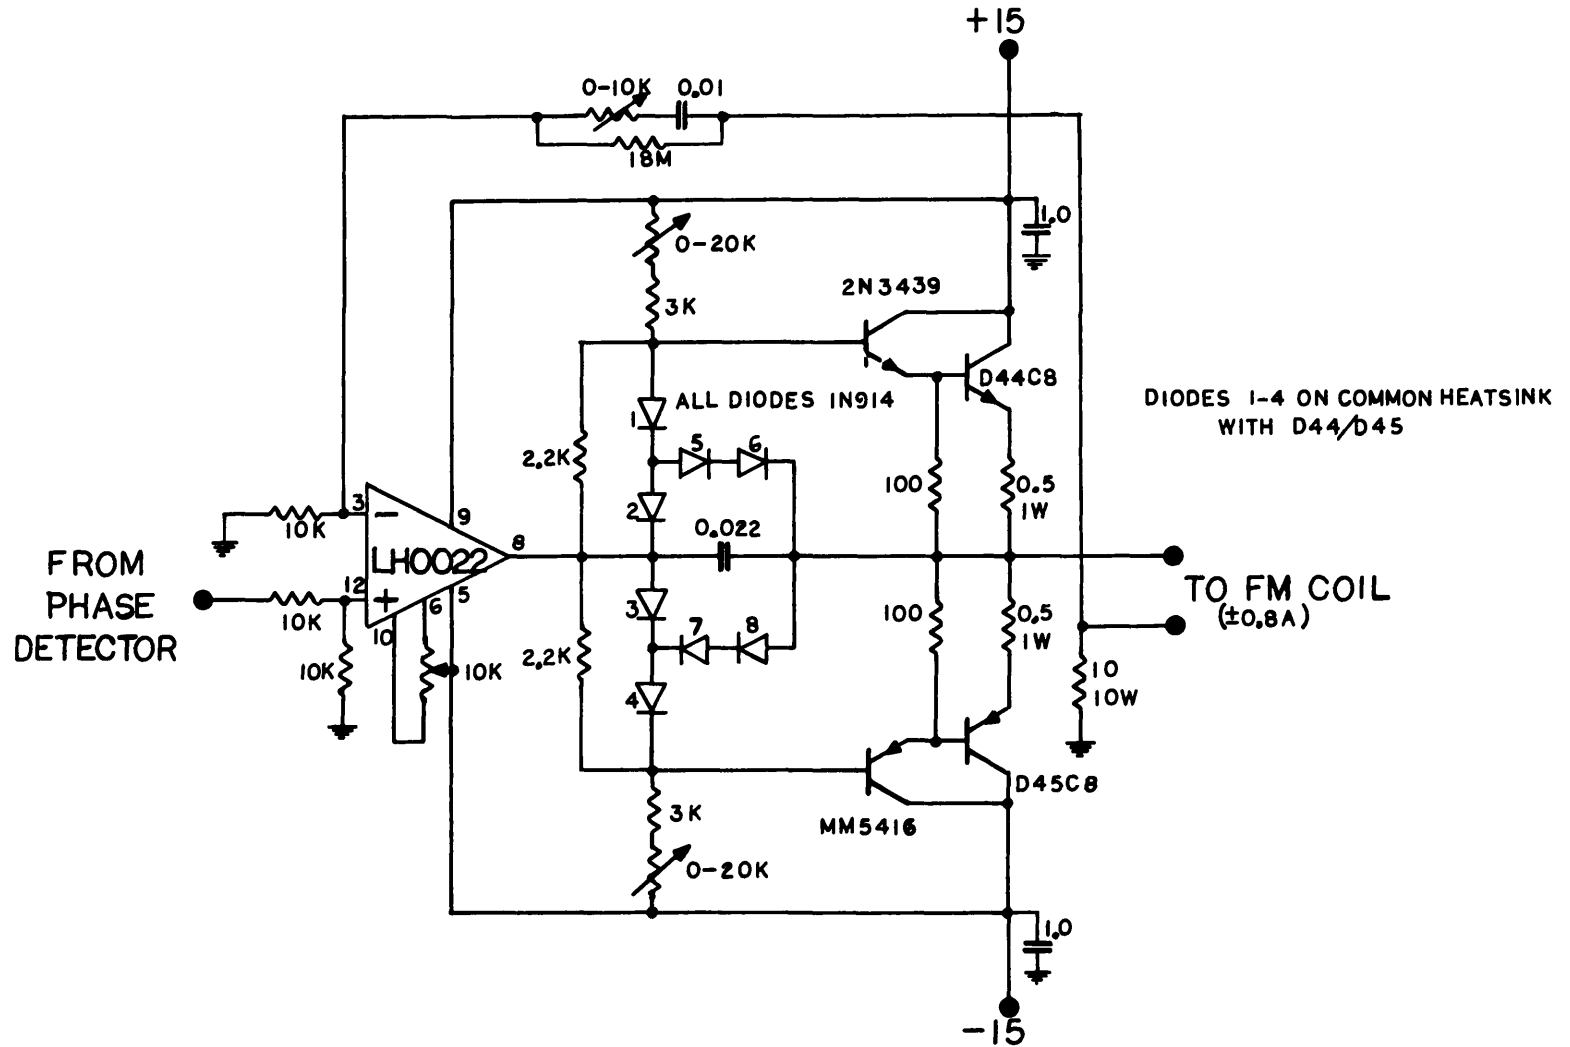 +15
0-10K
0.01
18M
1.0
0-20K
3K
2N3439
D44C8
ALL DIODES 1N914
DIODES 1-4 ON COMMON HEATSINK
WITH D44/D45
1
5
6
2.2K
100
0.5
1W
2
3
9
10K
0.022
8
LH0022
FROM
PHASE
DETECTOR
12
6
5
10K
10
3
7
8
100
0.5
1W
TO FM COIL
(±0.8A)
10K
10K
2.2K
4
10
10W
D45C8
3K
MM5416
0-20K
1.0
-15